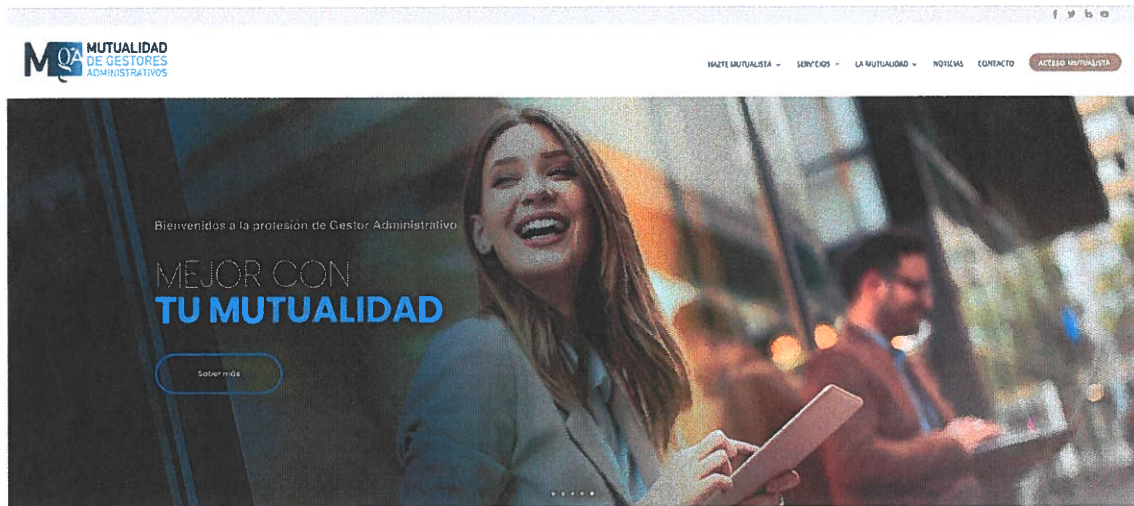 MQA MUTUALIDAD
DE GESTORES
ADMINISTRATIVOS
HAZTE MUTUALISTA SERVICIOS LA MUTUALIDAD NOTICIAS CONTACTO ACCESO MUTUALISTA
Bienvenidos a la profesión de Gestor Administrativo
MEJOR CON
TU MUTUALIDAD
Saber más